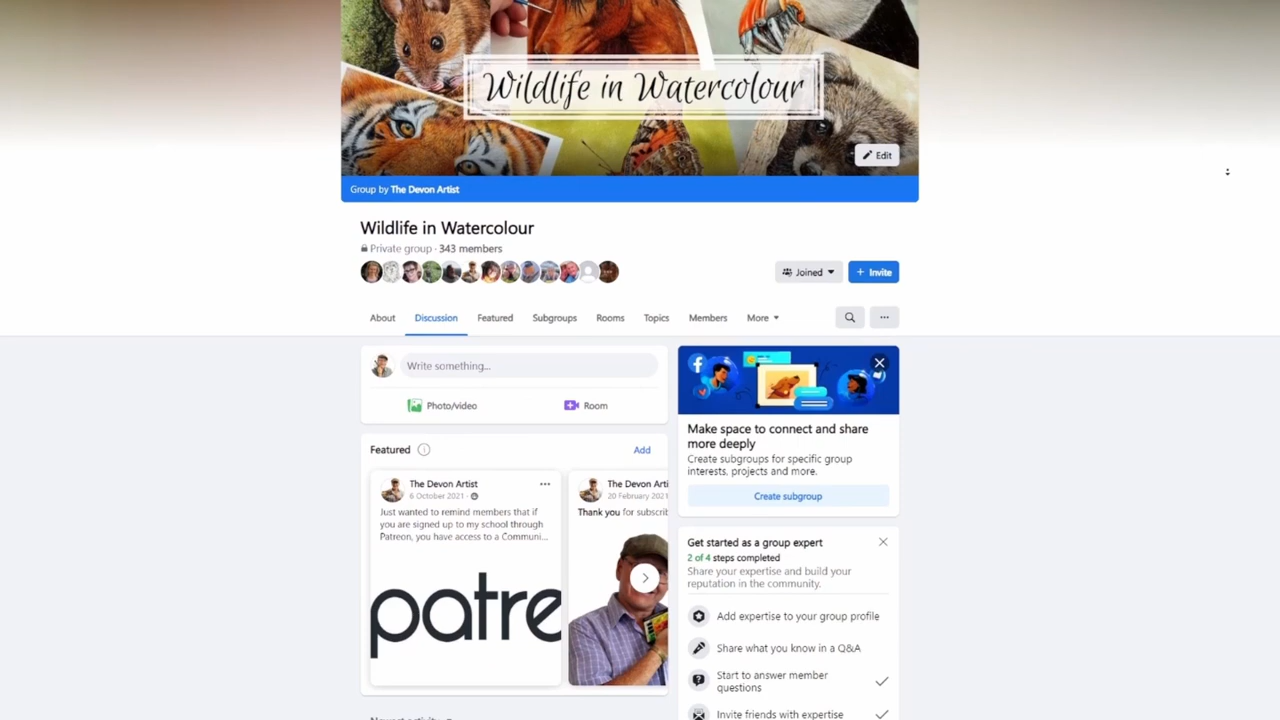 Wildlife in Watercolour
Edit
Group by The Devon Artist
Wildlife in Watercolour
Private group · 343 members
Joined
+ Invite
About
Discussion
Featured
Subgroups
Rooms
Topics
Members
More
Write something...
Photo/video
Room
Featured
Add
The Devon Artist
6 October 2021 ·
Just wanted to remind members that if
you are signed up to my school through
Patreon, you have access to a Communi...
patre
The Devon Arti
20 February 2021
Thank you for subscrib
Make space to connect and share
more deeply
Create subgroups for specific group
interests, projects and more.
Create subgroup
Get started as a group expert
2 of 4 steps completed
Share your expertise and build your
reputation in the community.
Add expertise to your group profile
Share what you know in a Q&A
Start to answer member
questions
Invite friends with expertise